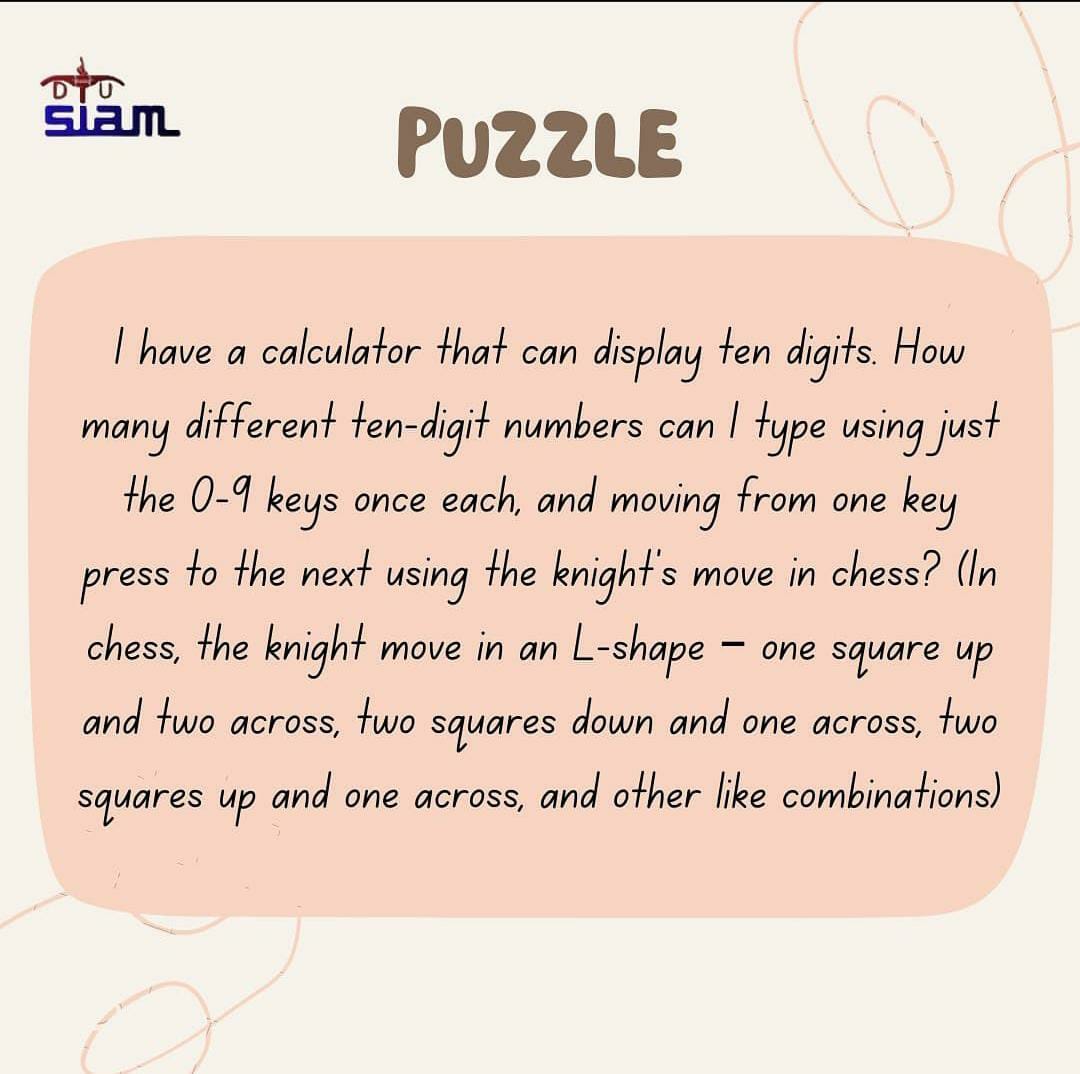 D U
siam
PUZZLE
I have a calculator that can display ten digits. How
many different ten-digit numbers can I type using just
the 0-9 keys once each, and moving from one key
press to the next using the knight's move in chess? (In
chess, the knight move in an L-shape – one square up
and two across, two squares down and one across, two
squares up and one across, and other like combinations)